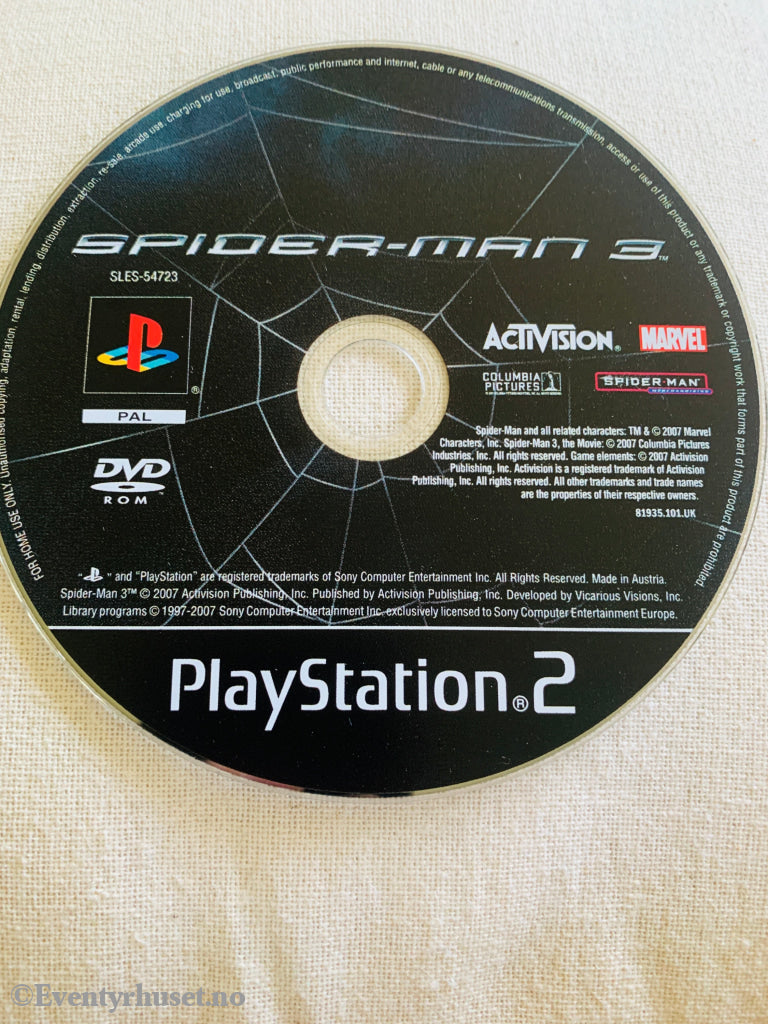 FOR HOME USE ONLY. Unauthorised copying, adaptation, rental, lending, distribution, extraction, re-sale, arcade use, charging for use, broadcast, public performance and internet, cable or any telecommunications transmission, access or use of this product or any trademark or copyright work that forms part of this product are prohibited.
SPIDER-MAN 3™
SLES-54723
®
PAL
DVD
ROM™
ACTIVISION®
MARVEL
COLUMBIA
PICTURES
SPIDER-MAN
MERCHANDISING
Spider-Man and all related characters: TM & © 2007 Marvel
Characters, Inc. Spider-Man 3, the Movie: © 2007 Columbia Pictures
Industries, Inc. All rights reserved. Game elements: © 2007 Activision
Publishing, Inc. Activision is a registered trademark of Activision
Publishing, Inc. All rights reserved. All other trademarks and trade names
are the properties of their respective owners.
81935.101.UK
" " and "PlayStation" are registered trademarks of Sony Computer Entertainment Inc. All Rights Reserved. Made in Austria.
Spider-Man 3™ © 2007 Activision Publishing, Inc. Published by Activision Publishing, Inc. Developed by Vicarious Visions, Inc.
Library programs © 1997-2007 Sony Computer Entertainment Inc. exclusively licensed to Sony Computer Entertainment Europe.
PlayStation®2
©Eventyrhuset.no